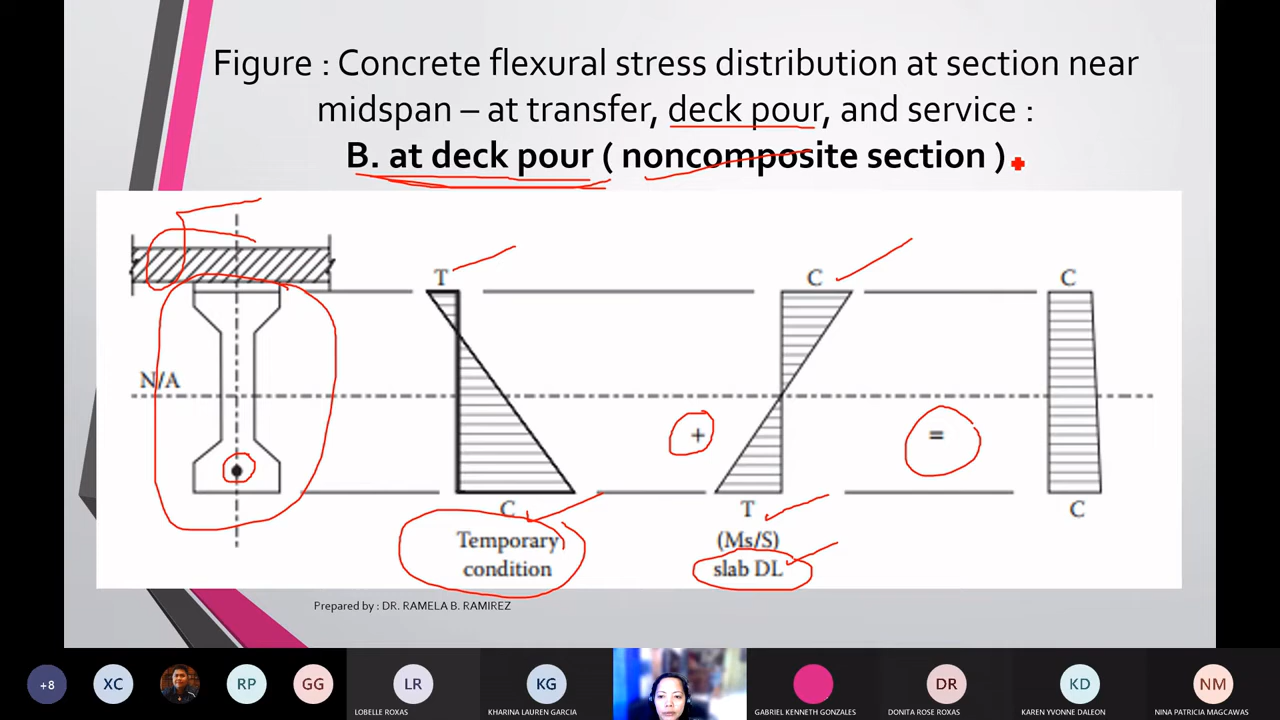 Figure : Concrete flexural stress distribution at section near
midspan – at transfer, deck pour, and service :
B. at deck pour ( noncomposite section )
T
C
C
N/A
+
=
C
T
C
Temporary
condition
(Ms/S)
slab DL
Prepared by : DR. RAMELA B. RAMIREZ
+8
XC
RP
GG
LR
KG
DR
KD
NM
LOBELLE ROXAS
KHARINA LAUREN GARCIA
GABRIEL KENNETH GONZALES
DONITA ROSE ROXAS
KAREN YVONNE DALEON
NINA PATRICIA MAGCAWAS